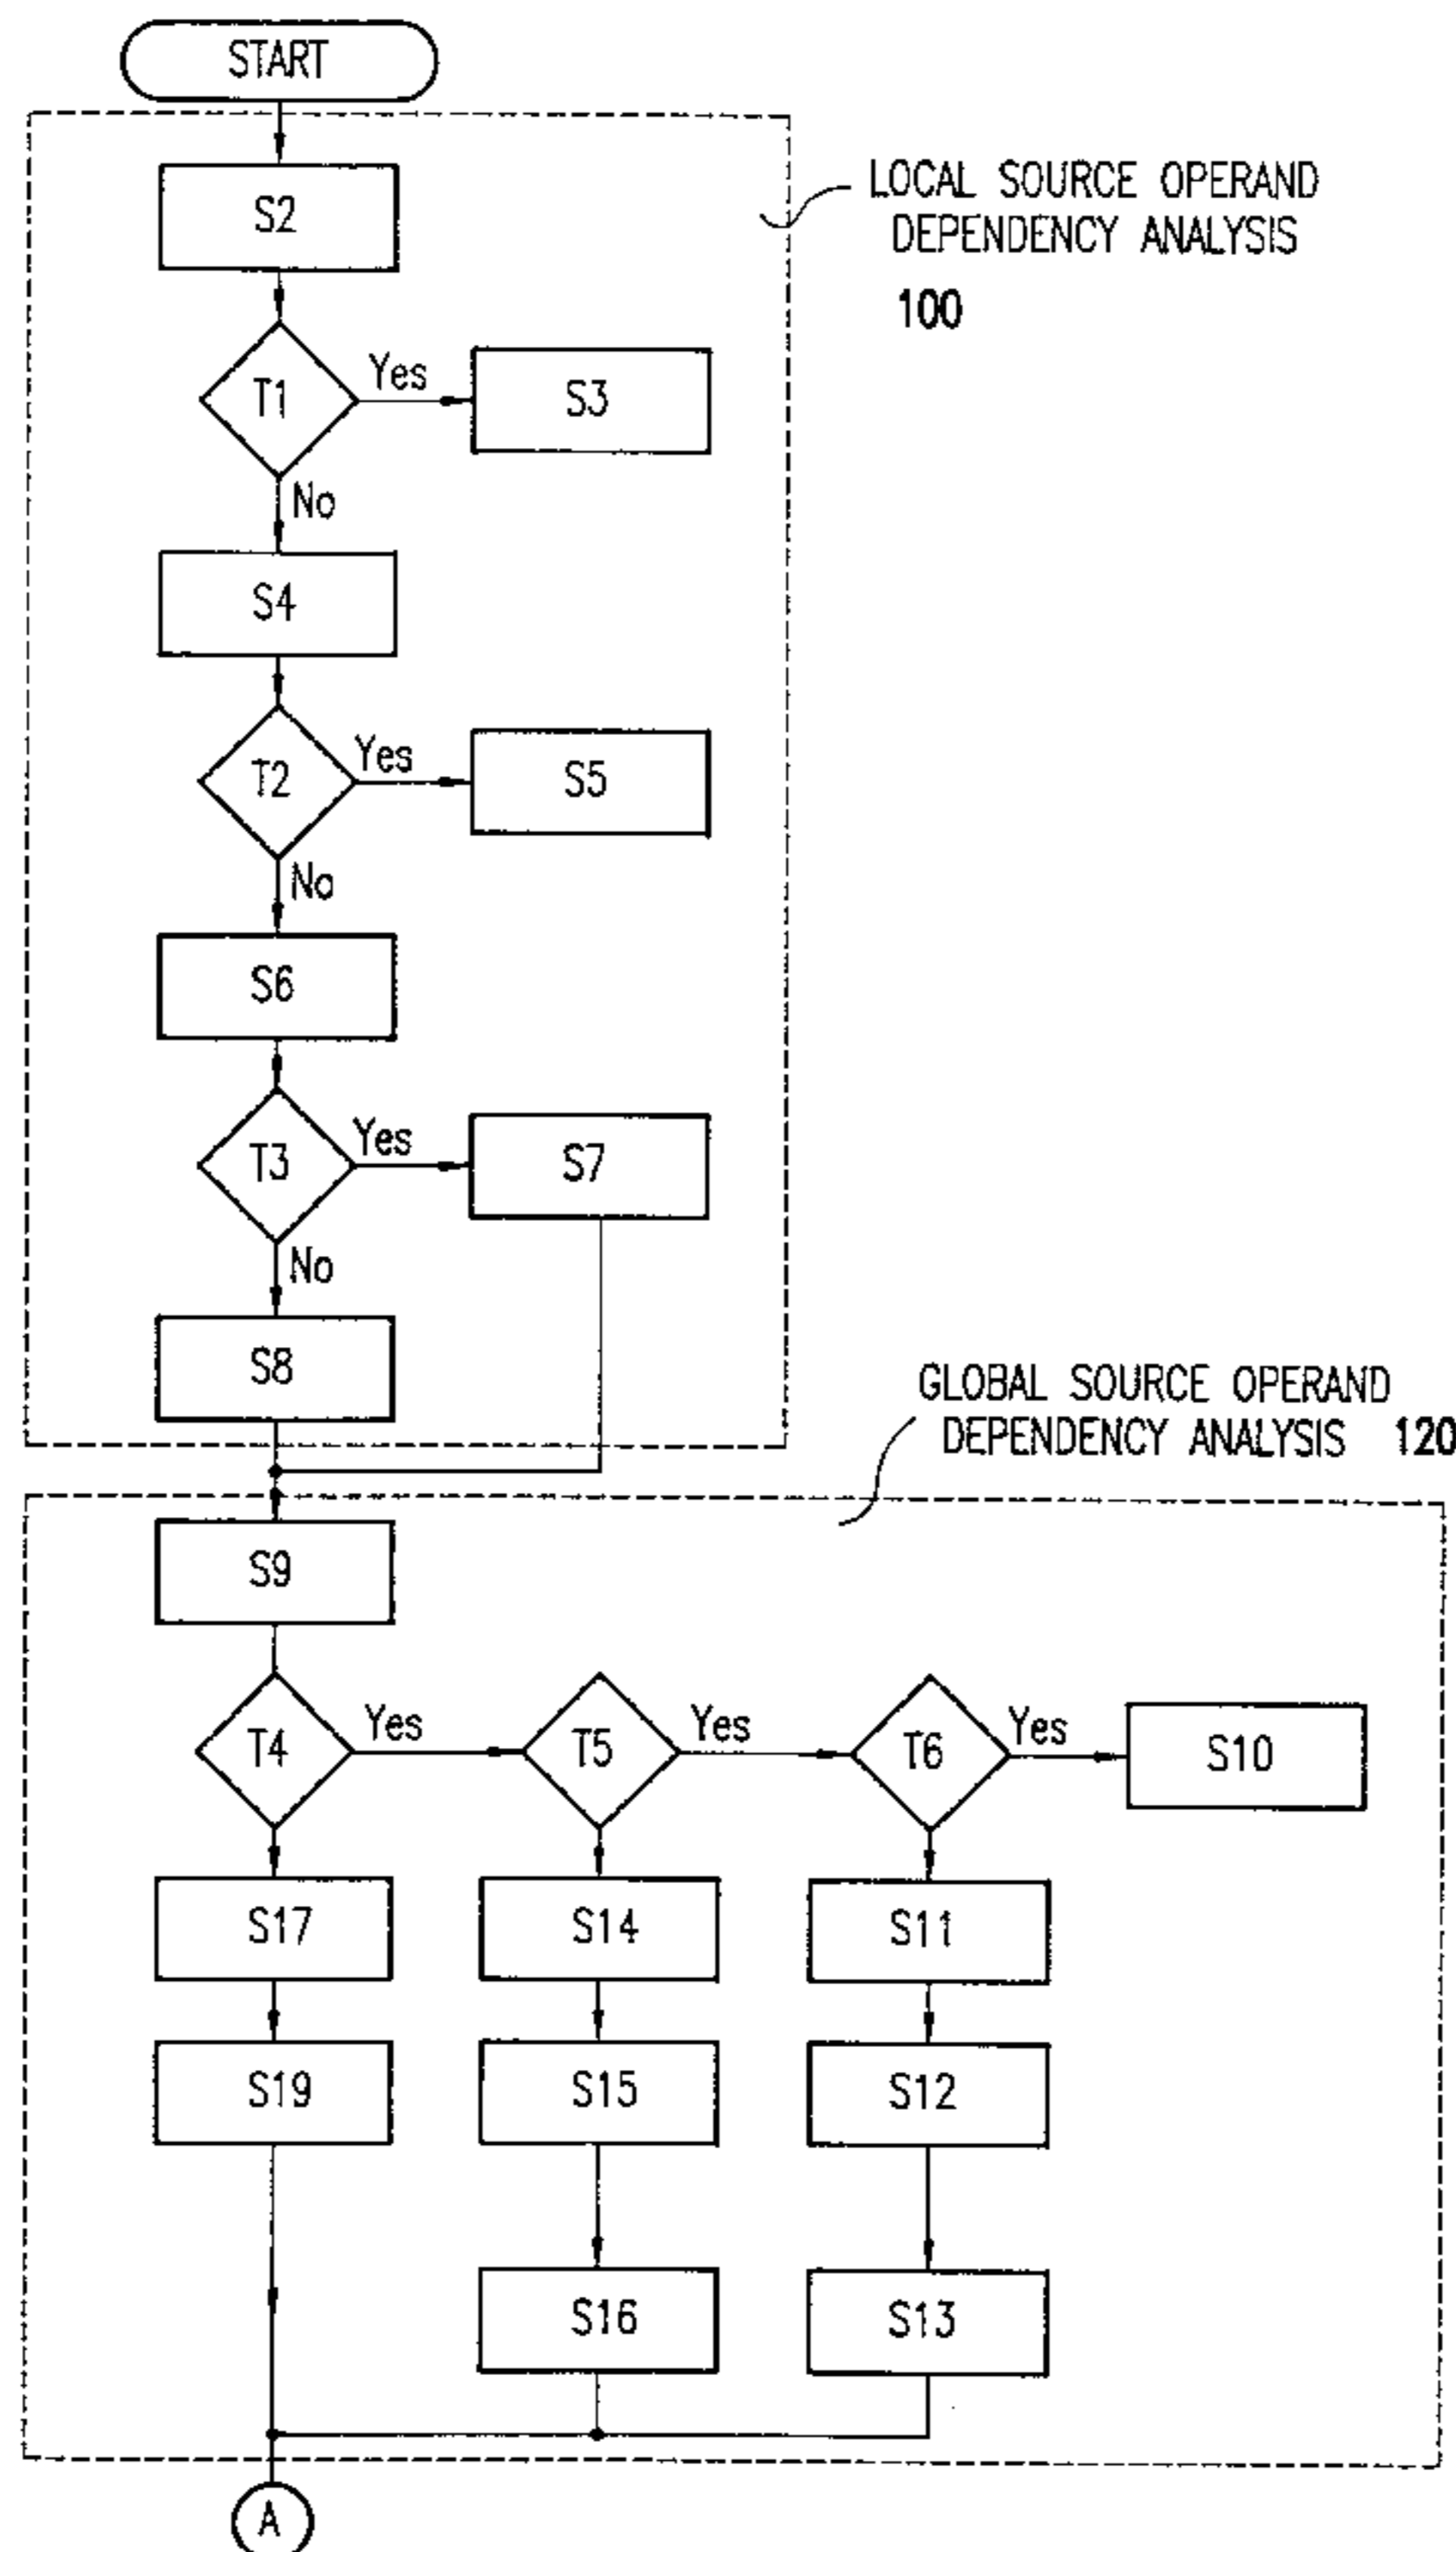 START
S2
LOCAL SOURCE OPERAND
DEPENDENCY ANALYSIS
100
T1
Yes
S3
No
S4
T2
Yes
S5
No
S6
T3
Yes
S7
No
S8
GLOBAL SOURCE OPERAND
DEPENDENCY ANALYSIS 120
S9
T4
Yes
T5
Yes
T6
Yes
S10
S17
S14
S11
S19
S15
S12
S16
S13
A